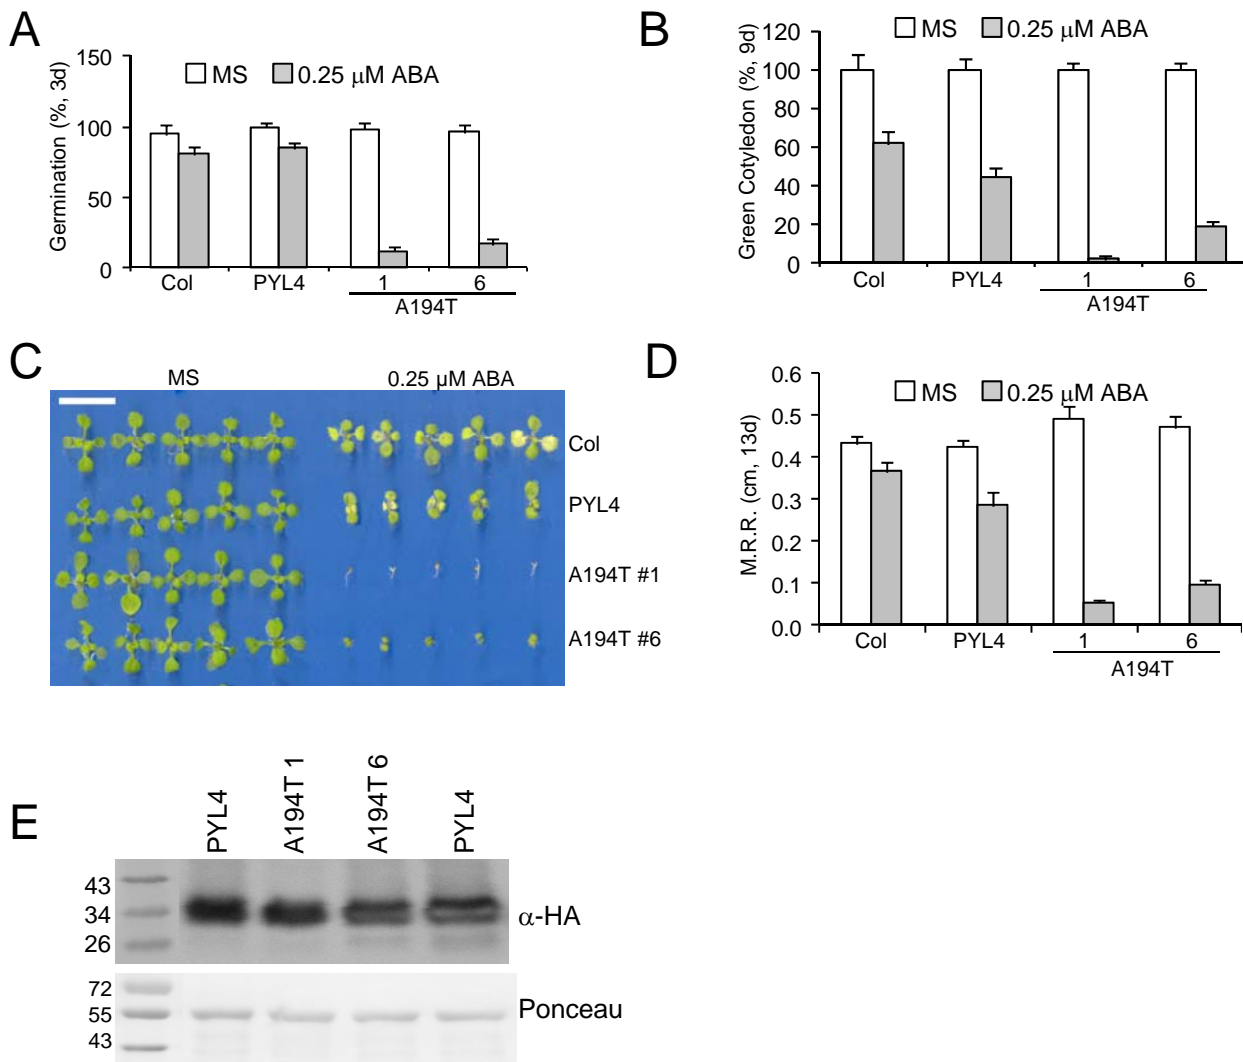 A
Germination (%, 3d)
150
100
50
0
MS
0.25 μM ABA
Col
PYL4
1
6
A194T
B
Green Cotyledon (%, 9d)
120
100
80
60
40
20
0
MS
0.25 μM ABA
Col
PYL4
1
6
A194T
C
MS
0.25 μM ABA
Col
PYL4
A194T #1
A194T #6
D
M.R.R. (cm, 13d)
0.6
0.5
0.4
0.3
0.2
0.1
0.0
MS
0.25 μM ABA
Col
PYL4
1
6
A194T
E
PYL4
A194T 1
A194T 6
PYL4
43
34
26
α-HA
72
55
43
Ponceau